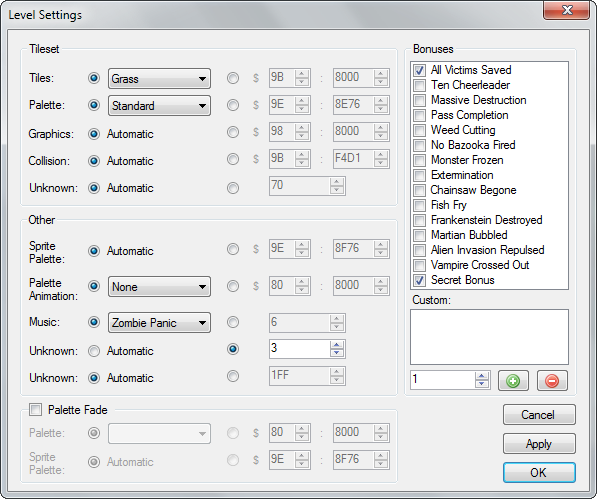 Level Settings
Tileset
Tiles: Grass $ 9B : 8000
Palette: Standard $ 9E : 8E76
Graphics: Automatic $ 98 : 8000
Collision: Automatic $ 9B : F4D1
Unknown: Automatic 70
Other
Sprite Palette: Automatic $ 9E : 8F76
Palette Animation: None $ 80 : 8000
Music: Zombie Panic 6
Unknown: Automatic 3
Unknown: Automatic 1FF
Palette Fade
Palette: $ 80 : 8000
Sprite Palette: Automatic $ 9E : 8F76
Bonuses
All Victims Saved
Ten Cheerleader
Massive Destruction
Pass Completion
Weed Cutting
No Bazooka Fired
Monster Frozen
Extermination
Chainsaw Begone
Fish Fry
Frankenstein Destroyed
Martian Bubbled
Alien Invasion Repulsed
Vampire Crossed Out
Secret Bonus
Custom:
1
Cancel
Apply
OK